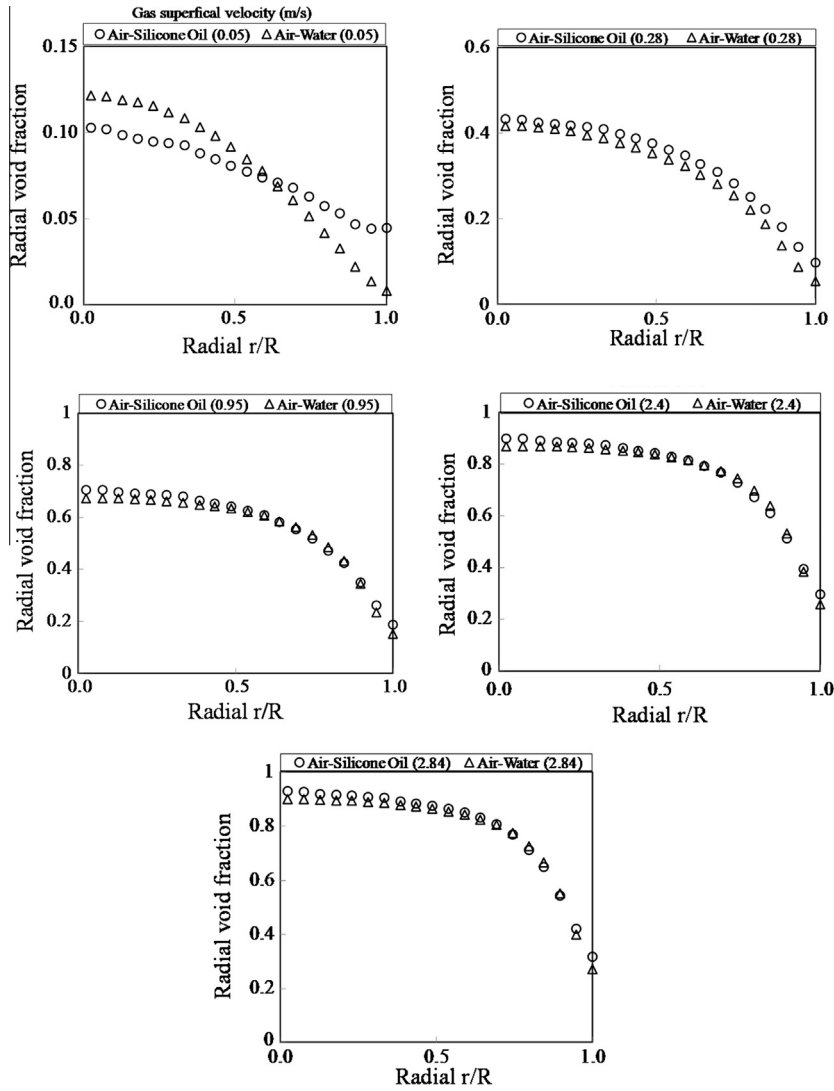 Gas superfical velocity (m/s)
Air-Silicone Oil (0.05) Air-Water (0.05)
0.15
0.10
0.05
0.0
0.0 0.5 1.0
Radial void fraction
Radial r/R
Air-Silicone Oil (0.28) Air-Water (0.28)
0.6
0.4
0.2
0
0.0 0.5 1.0
Radial void fraction
Radial r/R
Air-Silicone Oil (0.95) Air-Water (0.95)
1
0.8
0.6
0.4
0.2
0
0.0 0.5 1.0
Radial void fraction
Radial r/R
Air-Silicone Oil (2.4) Air-Water (2.4)
1
0.8
0.6
0.4
0.2
0
0.0 0.5 1.0
Radial void fraction
Radial r/R
Air-Silicone Oil (2.84) Air-Water (2.84)
1
0.8
0.6
0.4
0.2
0
0.0 0.5 1.0
Radial void fraction
Radial r/R